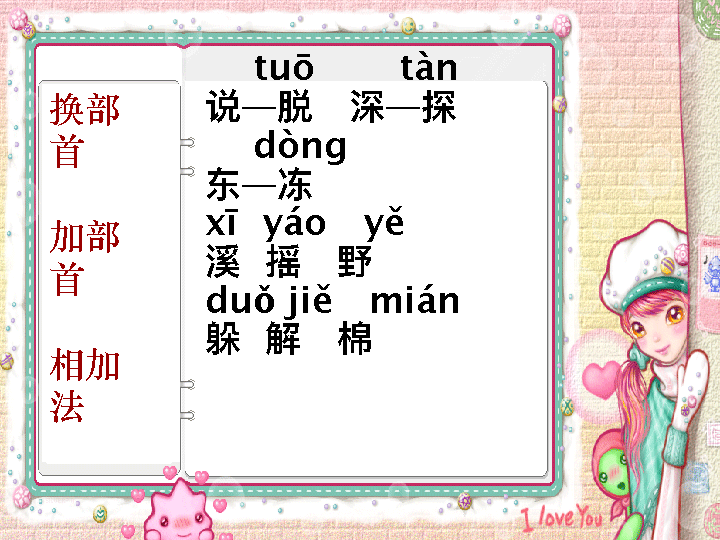 换部
首
加部
首
相加
法
tuō tàn
说—脱 深—探
dòng
东—冻
xī yáo yě
溪 摇 野
duǒ jiě mián
躲 解 棉
I love You